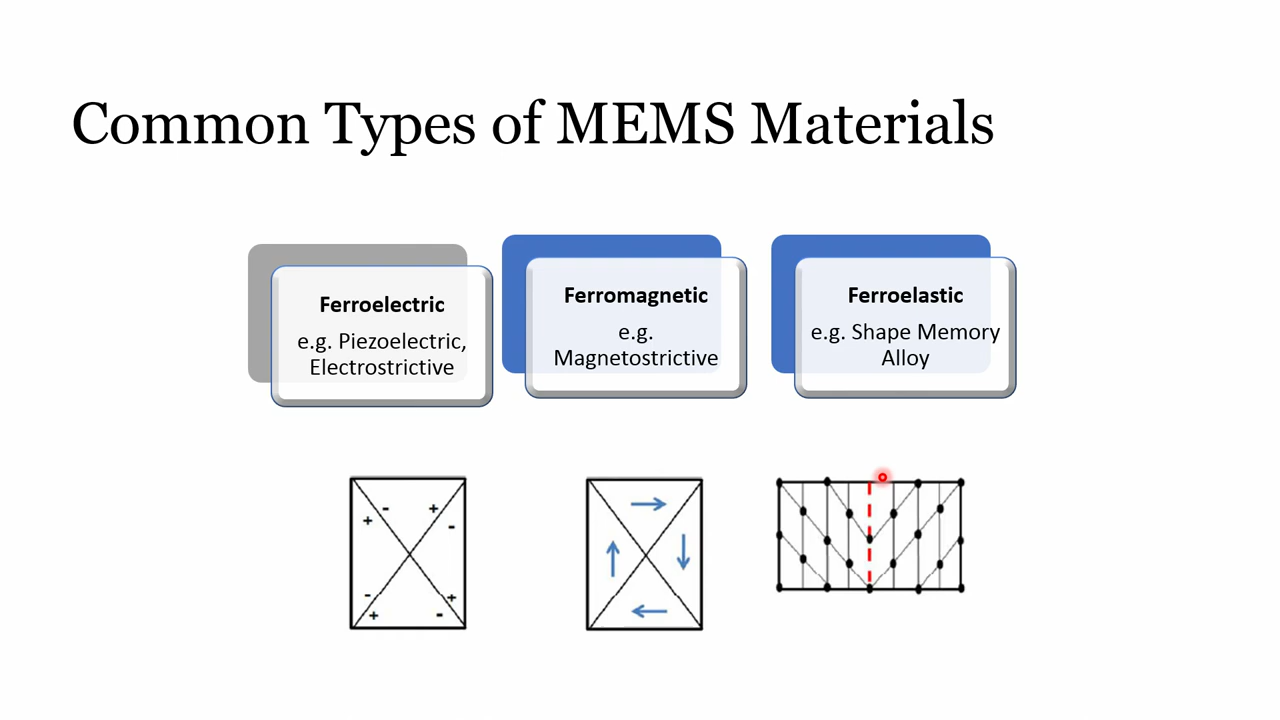 Common Types of MEMS Materials
Ferroelectric
e.g. Piezoelectric,
Electrostrictive
Ferromagnetic
e.g.
Magnetostrictive
Ferroelastic
e.g. Shape Memory
Alloy
- +
+ -
- +
+ -